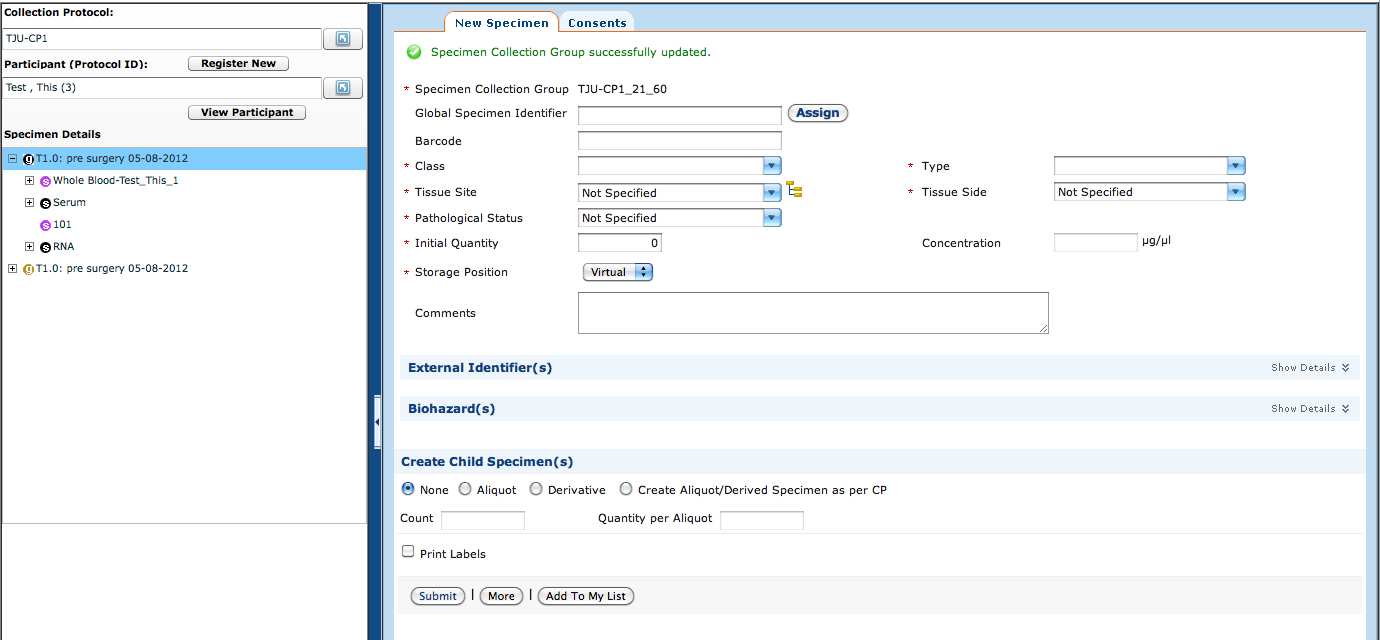 Collection Protocol:
TJU-CP1
Participant (Protocol ID): Register New
Test , This (3)
View Participant
Specimen Details
T1.0: pre surgery 05-08-2012
Whole Blood-Test_This_1
Serum
101
RNA
T1.0: pre surgery 05-08-2012
New Specimen Consents
Specimen Collection Group successfully updated.
* Specimen Collection Group TJU-CP1_21_60
Global Specimen Identifier Assign
Barcode
* Class * Type
* Tissue Site Not Specified * Tissue Side Not Specified
* Pathological Status Not Specified
* Initial Quantity 0 Concentration µg/µl
* Storage Position Virtual
Comments
External Identifier(s) Show Details
Biohazard(s) Show Details
Create Child Specimen(s)
None Aliquot Derivative Create Aliquot/Derived Specimen as per CP
Count Quantity per Aliquot
Print Labels
Submit | More | Add To My List